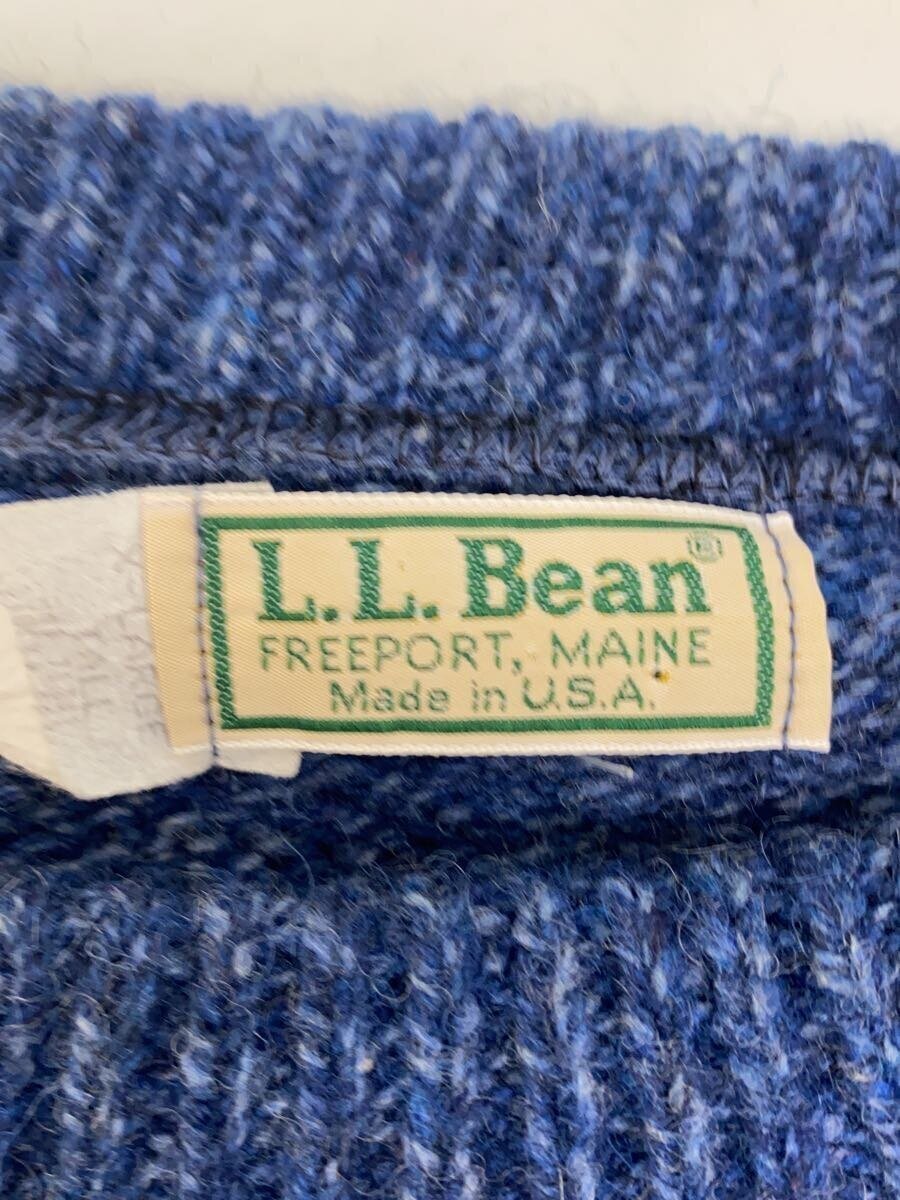 L.L. Bean®
FREEPORT, MAINE
Made in U.S.A.